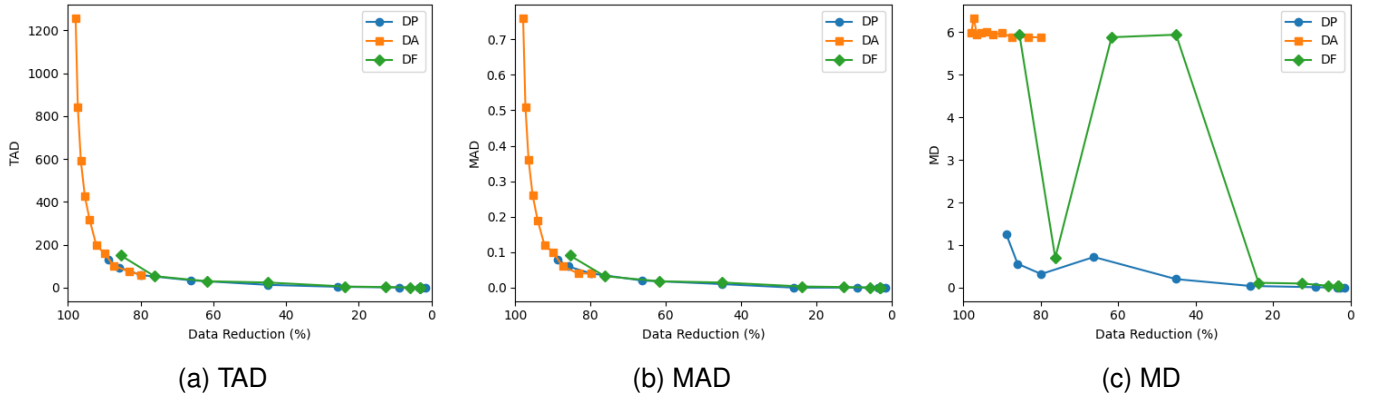 DP
DA
DF
1200
1000
800
600
400
200
0
TAD
100
80
60
40
20
0
Data Reduction (%)
(a) TAD
DP
DA
DF
0.7
0.6
0.5
0.4
0.3
0.2
0.1
0.0
MAD
100
80
60
40
20
0
Data Reduction (%)
(b) MAD
DP
DA
DF
6
5
4
3
2
1
0
MD
100
80
60
40
20
0
Data Reduction (%)
(c) MD